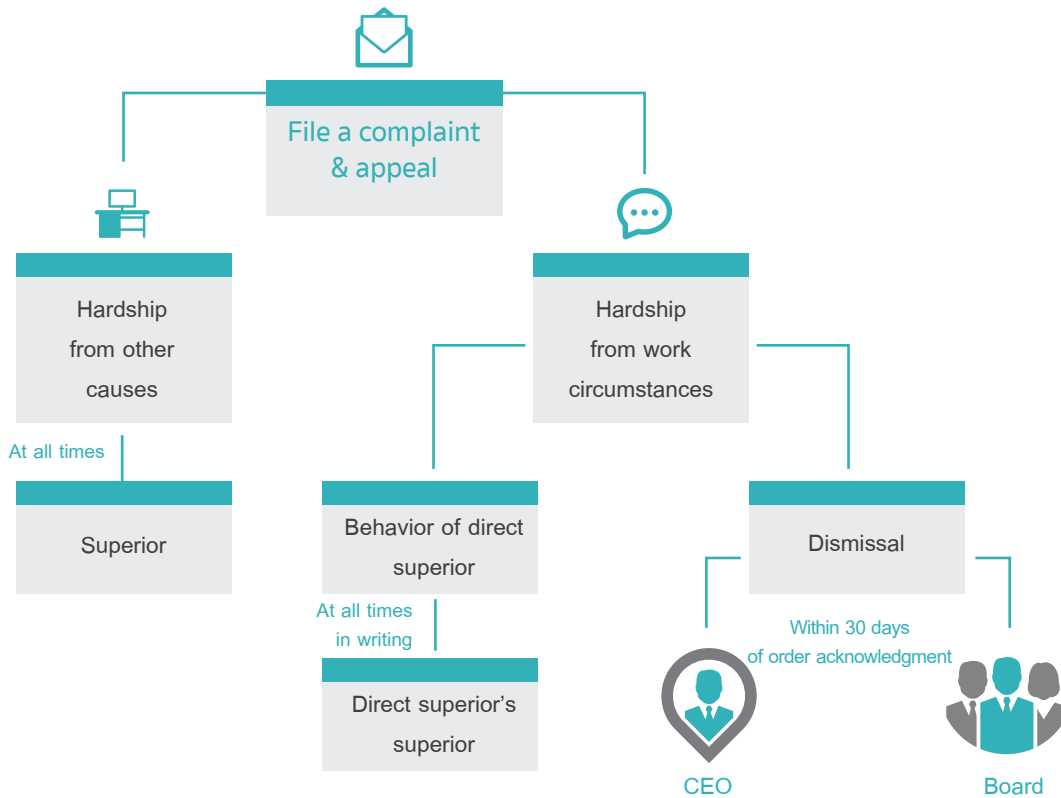 File a complaint
& appeal
Hardship
from other
causes
Hardship
from work
circumstances
At all times
Superior
Behavior of direct
superior
Dismissal
At all times
in writing
Within 30 days
of order acknowledgment
Direct superior’s
superior
CEO
Board